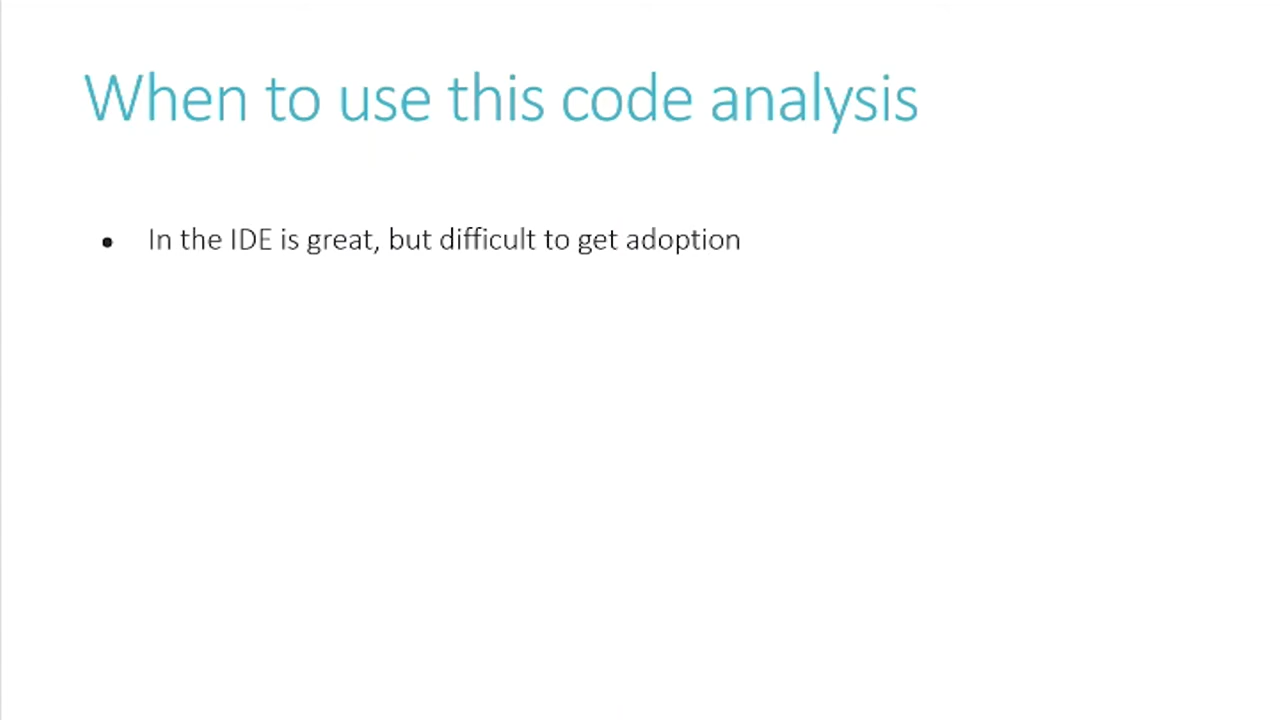 When to use this code analysis
• In the IDE is great, but difficult to get adoption